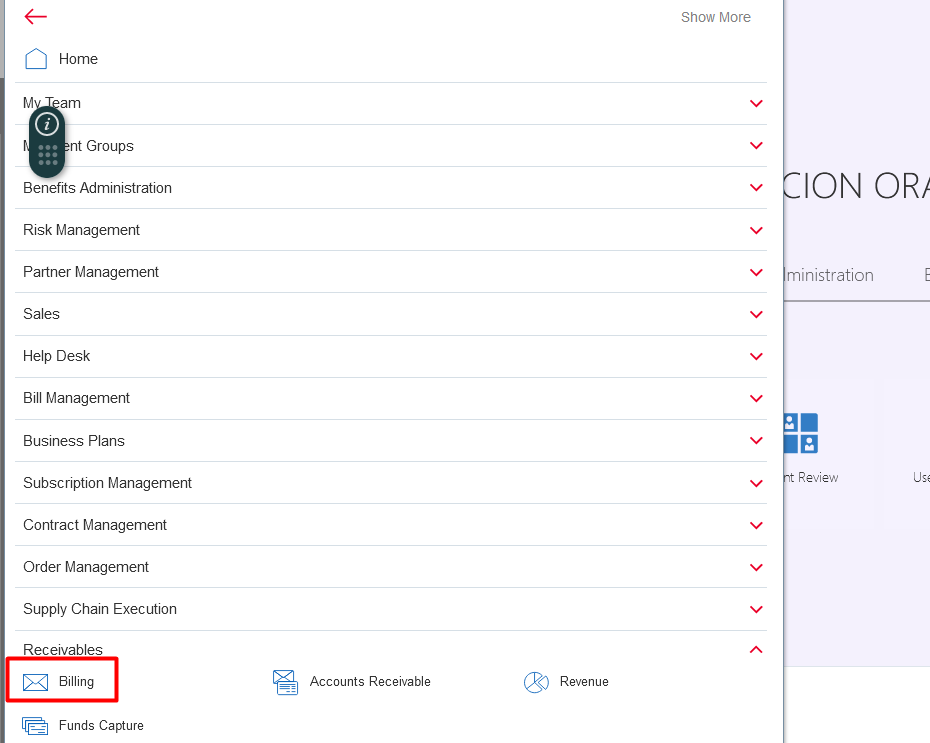 Show More
Home
My Team
Groups
Benefits Administration
Risk Management
Partner Management
Sales
Help Desk
Bill Management
Business Plans
Subscription Management
Contract Management
Order Management
Supply Chain Execution
Receivables
Billing
Accounts Receivable
Revenue
Funds Capture
CION ORA
ministration
E
nt Review
Use